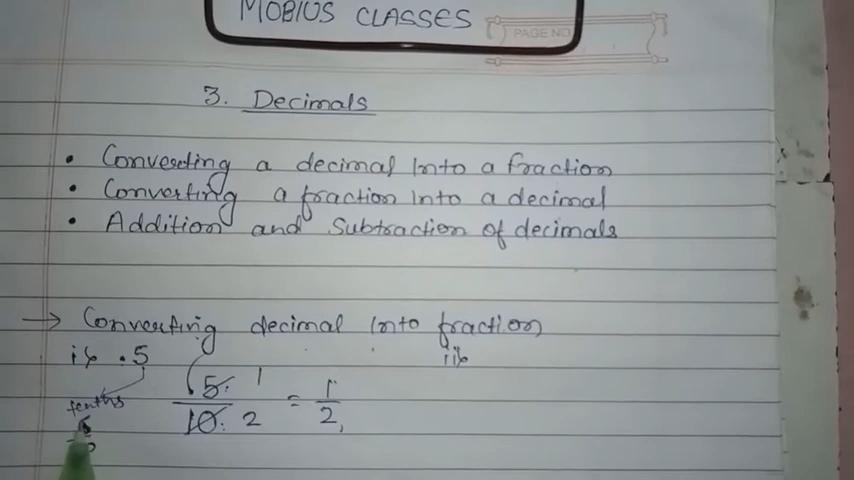 MOBIUS CLASSES
PAGE NO
3. Decimals
• Converting a decimal into a fraction
• Converting a fraction into a decimal
• Addition and Subtraction of decimals
→ Converting decimal into fraction
i) .5 ii)
tenths
5. 1
10. 2 = 1/2,